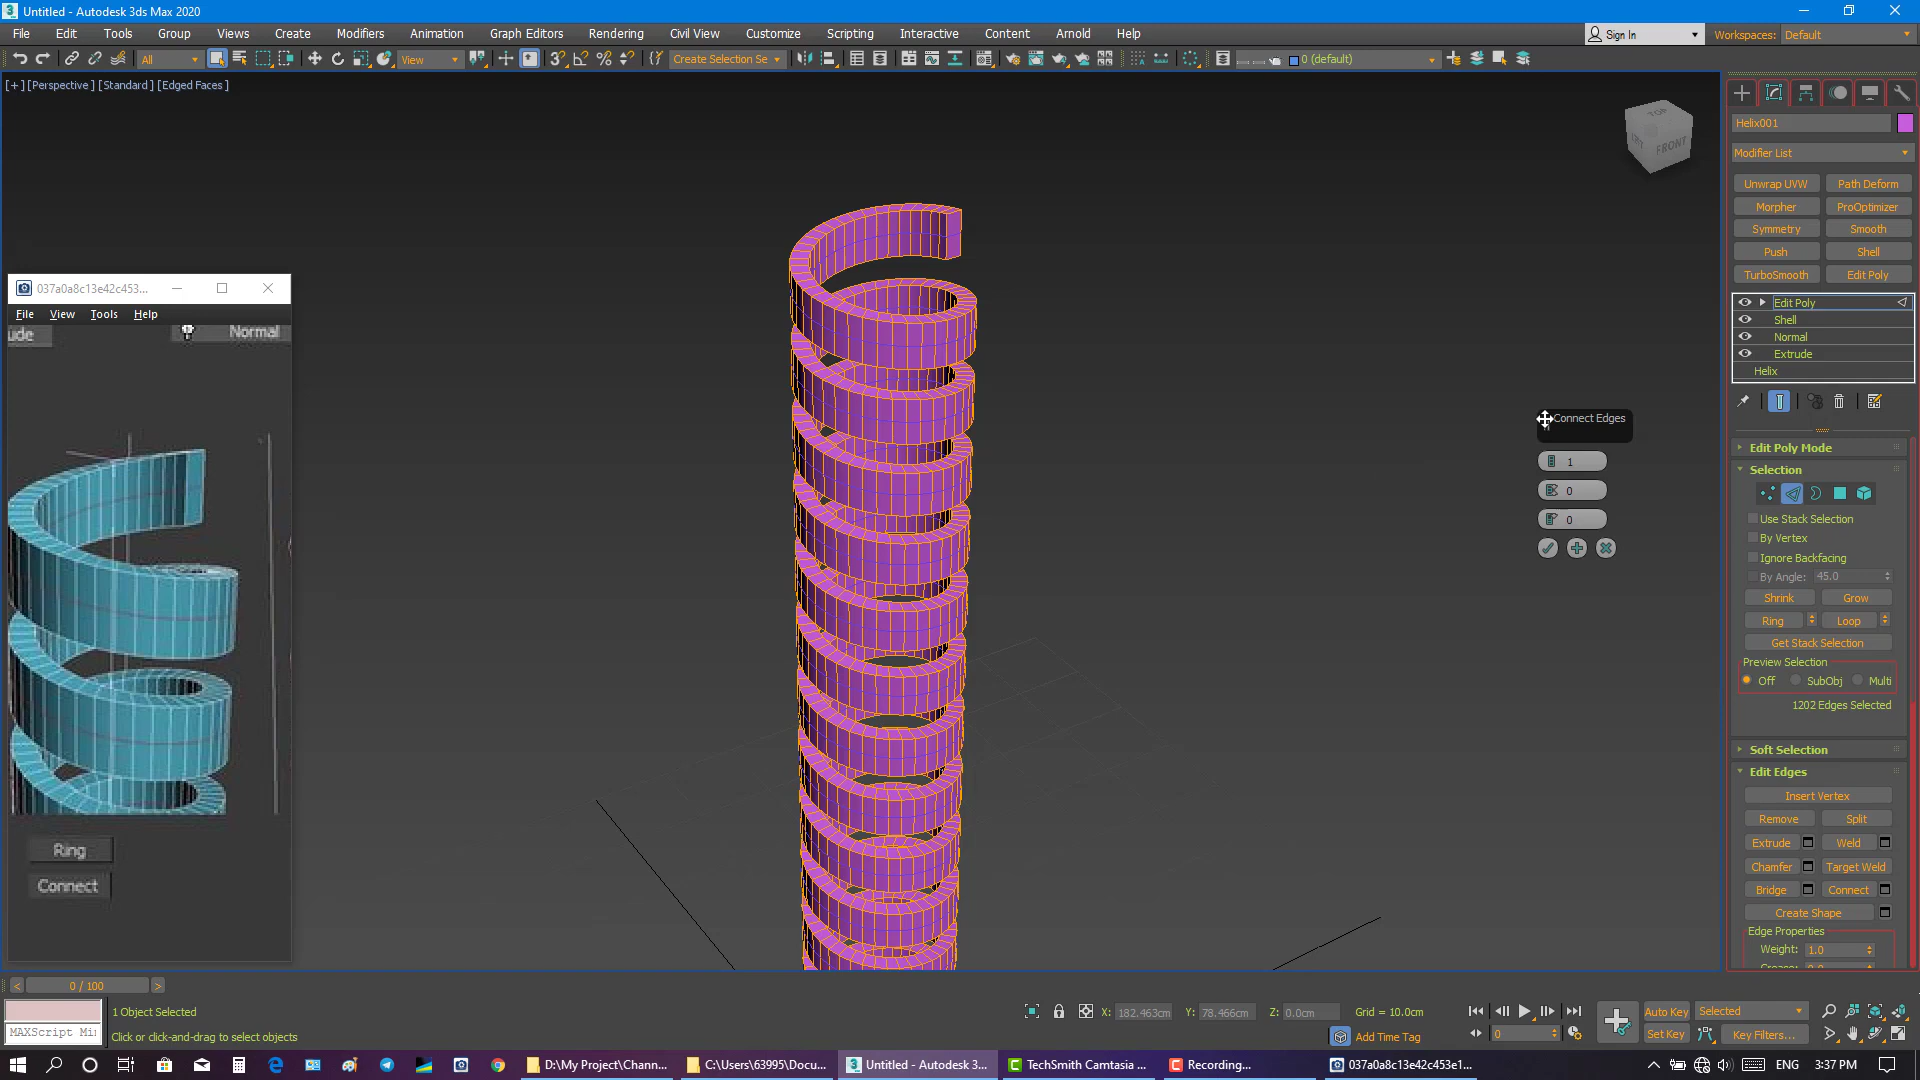 Untitled - Autodesk 3ds Max 2020
File Edit Tools Group Views Create Modifiers Animation Graph Editors Rendering Civil View Customize Scripting Interactive Content Arnold Help
Sign In
Workspaces: Default
All
View
Create Selection Se
0 (default)
[+] [Perspective ] [Standard ] [Edged Faces ]
TOP
FRONT
Helix001
Modifier List
Unwrap UVW Path Deform
Morpher ProOptimizer
Symmetry Smooth
Push Shell
TurboSmooth Edit Poly
Edit Poly
Shell
Normal
Extrude
Helix
037a0a8c13e42c453...
File View Tools Help
ude Normal
Ring
Connect
Connect Edges
1
0
0
Edit Poly Mode
Selection
Use Stack Selection
By Vertex
Ignore Backfacing
By Angle: 45.0
Shrink Grow
Ring Loop
Get Stack Selection
Preview Selection
Off SubObj Multi
1202 Edges Selected
Soft Selection
Edit Edges
Insert Vertex
Remove Split
Extrude Weld
Chamfer Target Weld
Bridge Connect
Create Shape
Edge Properties
Weight: 1.0
< 0 / 100 >
1 Object Selected
MAXScript Mi
Click or click-and-drag to select objects
X: 182.463cm Y: 78.466cm Z: 0.0cm Grid = 10.0cm
Add Time Tag
0
Auto Key Selected
Set Key Key Filters...
D:\My Project\Chann...
C:\Users\63995\Docu...
Untitled - Autodesk 3...
TechSmith Camtasia ...
Recording...
037a0a8c13e42c453e1...
ENG 3:37 PM